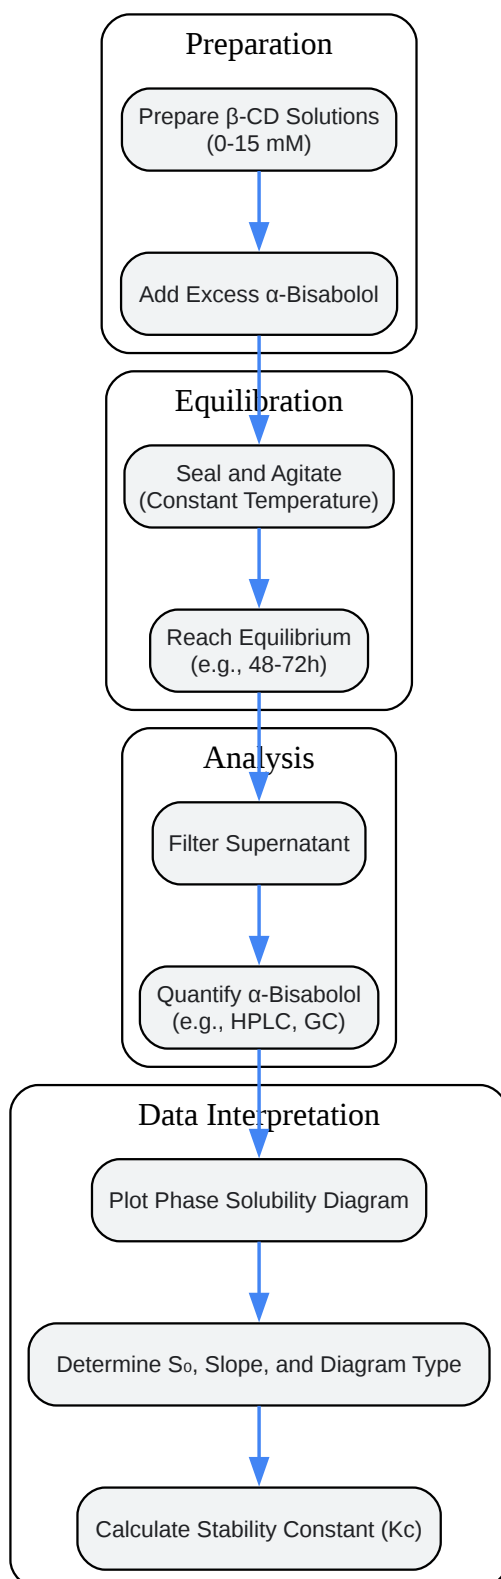 Preparation
Prepare β-CD Solutions
(0-15 mM)
Add Excess α-Bisabolol
Equilibration
Seal and Agitate
(Constant Temperature)
Reach Equilibrium
(e.g., 48-72h)
Analysis
Filter Supernatant
Quantify α-Bisabolol
(e.g., HPLC, GC)
Data Interpretation
Plot Phase Solubility Diagram
Determine S₀, Slope, and Diagram Type
Calculate Stability Constant (Kc)